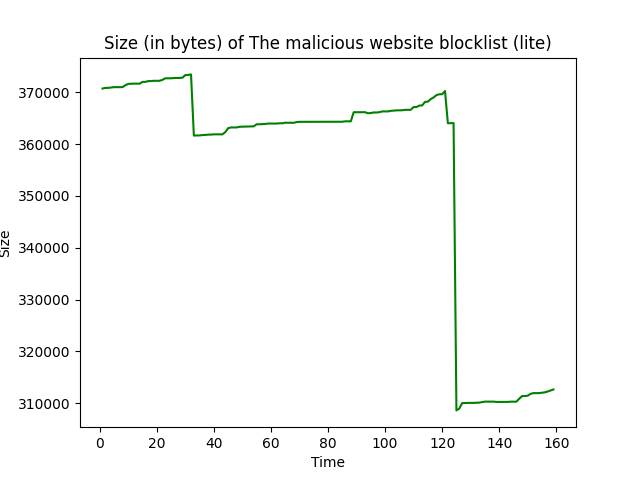 Size (in bytes) of The malicious website blocklist (lite)
370000
360000
350000
340000
330000
320000
310000
Size
0 20 40 60 80 100 120 140 160
Time